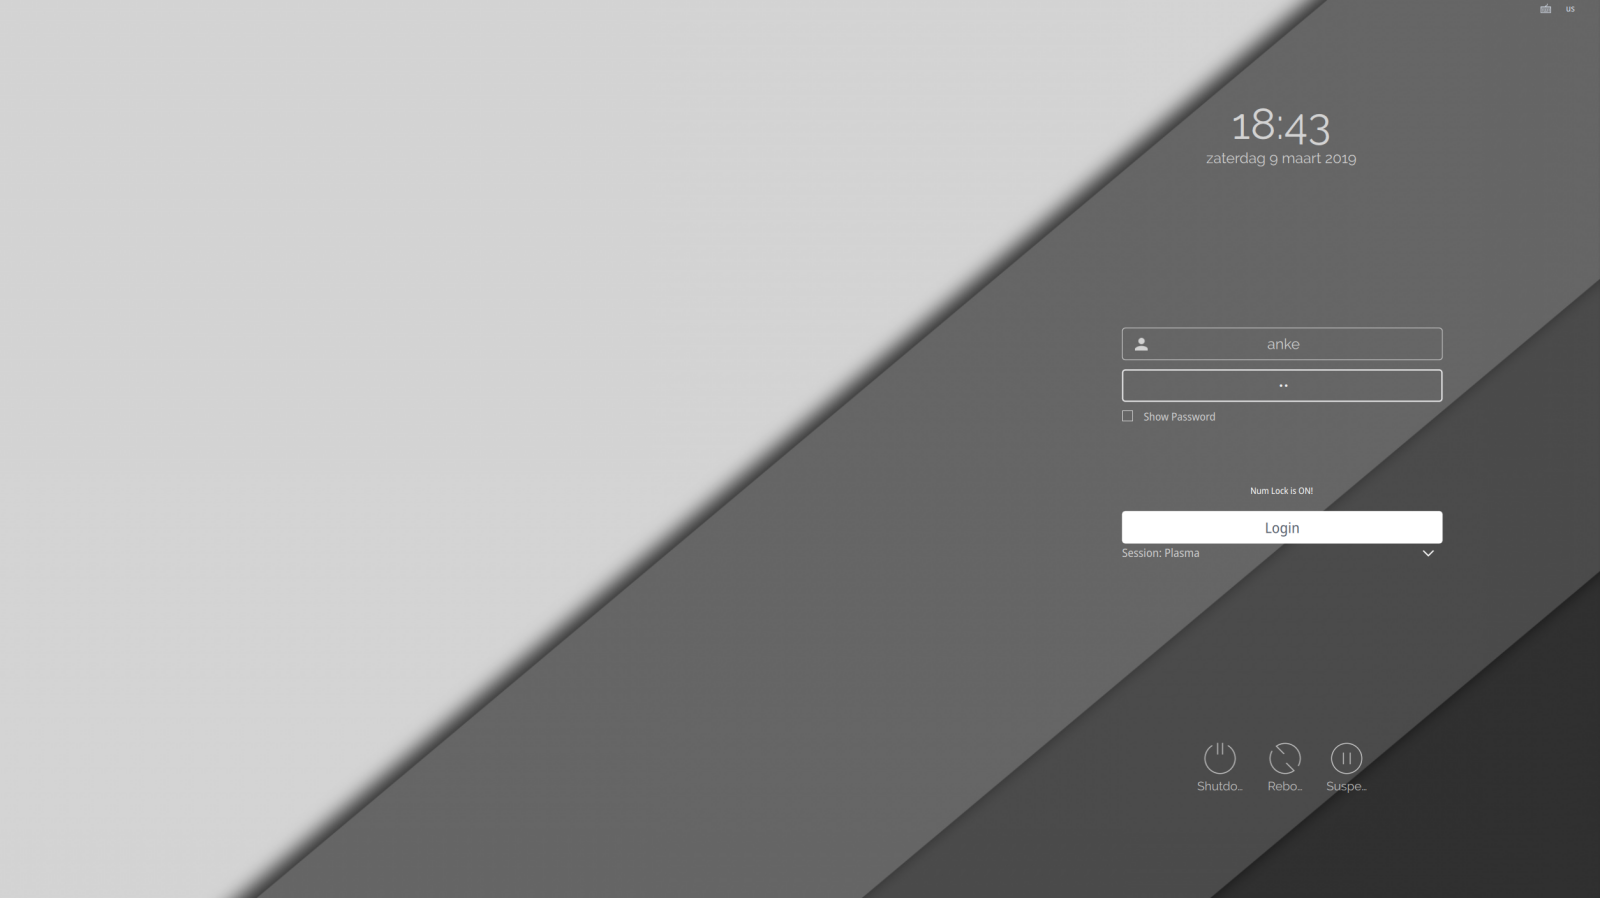 us
18:43
zaterdag 9 maart 2019
anke
Show Password
Num Lock is ON!
Login
Session: Plasma
Shutdo...
Rebo...
Suspe...